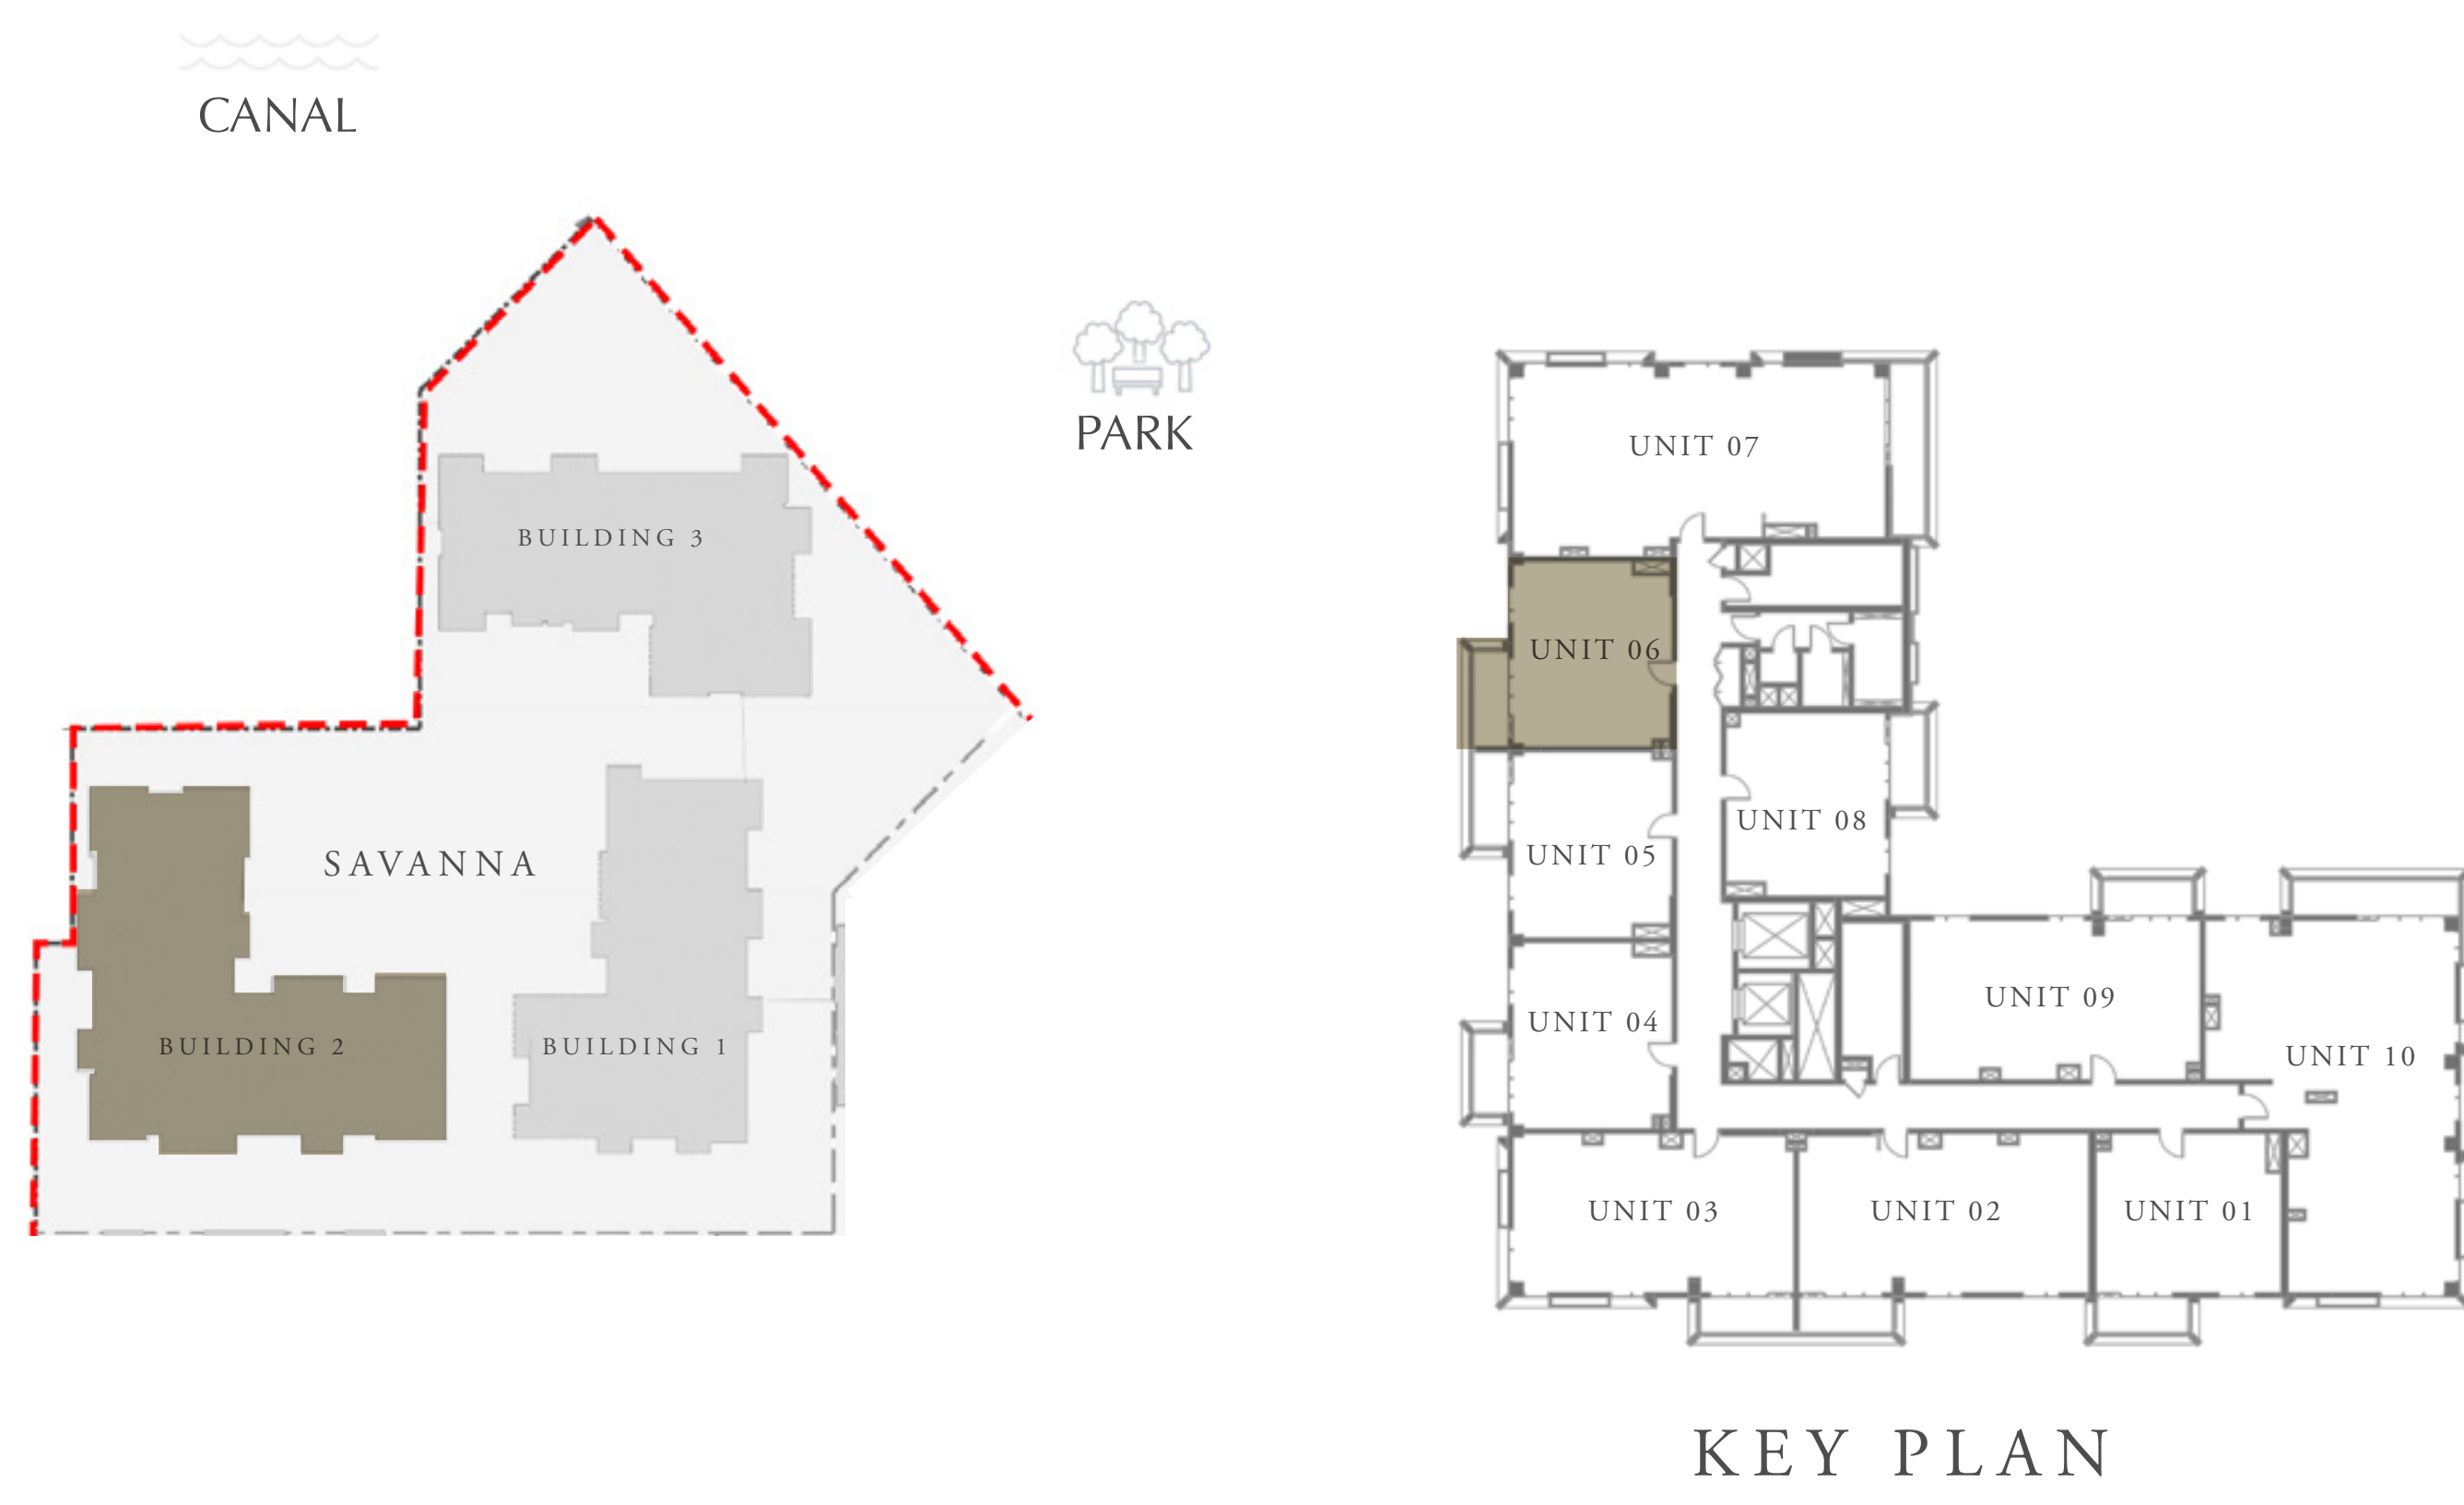 CANAL
PARK
BUILDING 3
SAVANNA
BUILDING 2
BUILDING 1
UNIT 07
UNIT 06
UNIT 08
UNIT 05
UNIT 09
UNIT 04
UNIT 10
UNIT 03
UNIT 02
UNIT 01
KEY PLAN